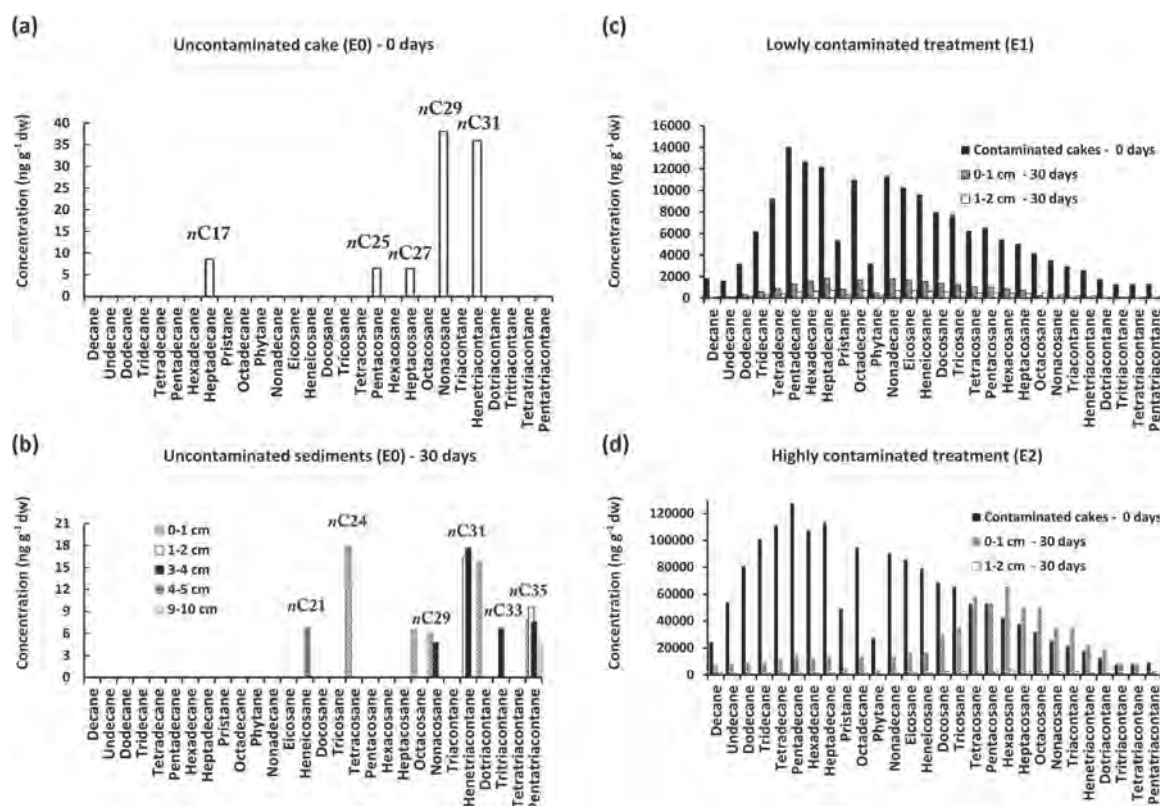 (a)
Uncontaminated cake (E0) - 0 days
Concentration (ng g⁻¹ dw)
40
35
30
25
20
15
10
5
0
nC17
nC25
nC27
nC29
nC31
Decane
Undecane
Dodecane
Tridecane
Tetradecane
Pentadecane
Hexadecane
Heptadecane
Pristane
Octadecane
Phytane
Nonadecane
Eicosane
Heneicosane
Docosane
Tricosane
Tetracosane
Pentacosane
Hexacosane
Heptacosane
Octacosane
Nonacosane
Triacontane
Henetriacontane
Dotriacontane
Tritriacontane
Tetratriacontane
Pentatriacontane
(b)
Uncontaminated sediments (E0) - 30 days
Concentration (ng g⁻¹ dw)
21
18
15
12
9
6
3
0
0-1 cm
1-2 cm
3-4 cm
4-5 cm
9-10 cm
nC21
nC24
nC29
nC31
nC33
nC35
Decane
Undecane
Dodecane
Tridecane
Tetradecane
Pentadecane
Hexadecane
Heptadecane
Pristane
Octadecane
Phytane
Nonadecane
Eicosane
Heneicosane
Docosane
Tricosane
Tetracosane
Pentacosane
Hexacosane
Heptacosane
Octacosane
Nonacosane
Triacontane
Henetriacontane
Dotriacontane
Tritriacontane
Tetratriacontane
Pentatriacontane
(c)
Lowly contaminated treatment (E1)
Concentration (ng g⁻¹ dw)
16000
14000
12000
10000
8000
6000
4000
2000
0
Contaminated cakes - 0 days
0-1 cm - 30 days
1-2 cm - 30 days
Decane
Undecane
Dodecane
Tridecane
Tetradecane
Pentadecane
Hexadecane
Heptadecane
Pristane
Octadecane
Phytane
Nonadecane
Eicosane
Heneicosane
Docosane
Tricosane
Tetracosane
Pentacosane
Hexacosane
Heptacosane
Octacosane
Nonacosane
Triacontane
Henetriacontane
Dotriacontane
Tritriacontane
Tetratriacontane
Pentatriacontane
(d)
Highly contaminated treatment (E2)
Concentration (ng g⁻¹ dw)
120000
100000
80000
60000
40000
20000
0
Contaminated cakes - 0 days
0-1 cm - 30 days
1-2 cm - 30 days
Decane
Undecane
Dodecane
Tridecane
Tetradecane
Pentadecane
Hexadecane
Heptadecane
Pristane
Octadecane
Phytane
Nonadecane
Eicosane
Heneicosane
Docosane
Tricosane
Tetracosane
Pentacosane
Hexacosane
Heptacosane
Octacosane
Nonacosane
Triacontane
Henetriacontane
Dotriacontane
Tritriacontane
Tetratriacontane
Pentatriacontane